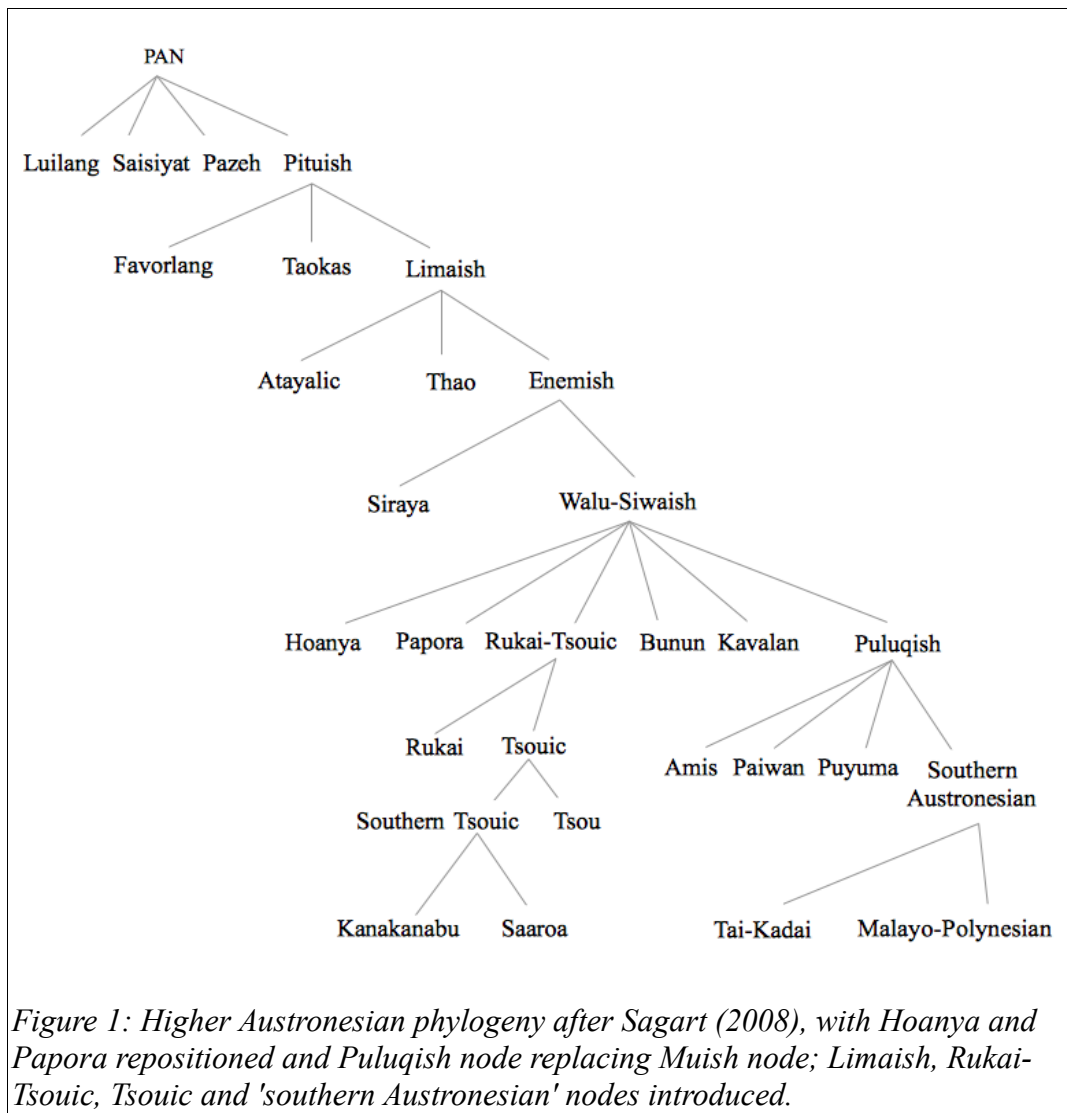 PAN
Luilang Saisiyat Pazeh Pituish
Favorlang Taokas Limaish
Atayalic Thao Enemish
Siraya Walu-Siwaish
Hoanya Papora Rukai-Tsouic Bunun Kavalan Puluqish
Rukai Tsouic Amis Paiwan Puyuma Southern
Austronesian
Southern Tsouic Tsou
Kanakanabu Saaroa Tai-Kadai Malayo-Polynesian
Figure 1: Higher Austronesian phylogeny after Sagart (2008), with Hoanya and
Papora repositioned and Puluqish node replacing Muish node; Limaish, Rukai-
Tsouic, Tsouic and 'southern Austronesian' nodes introduced.